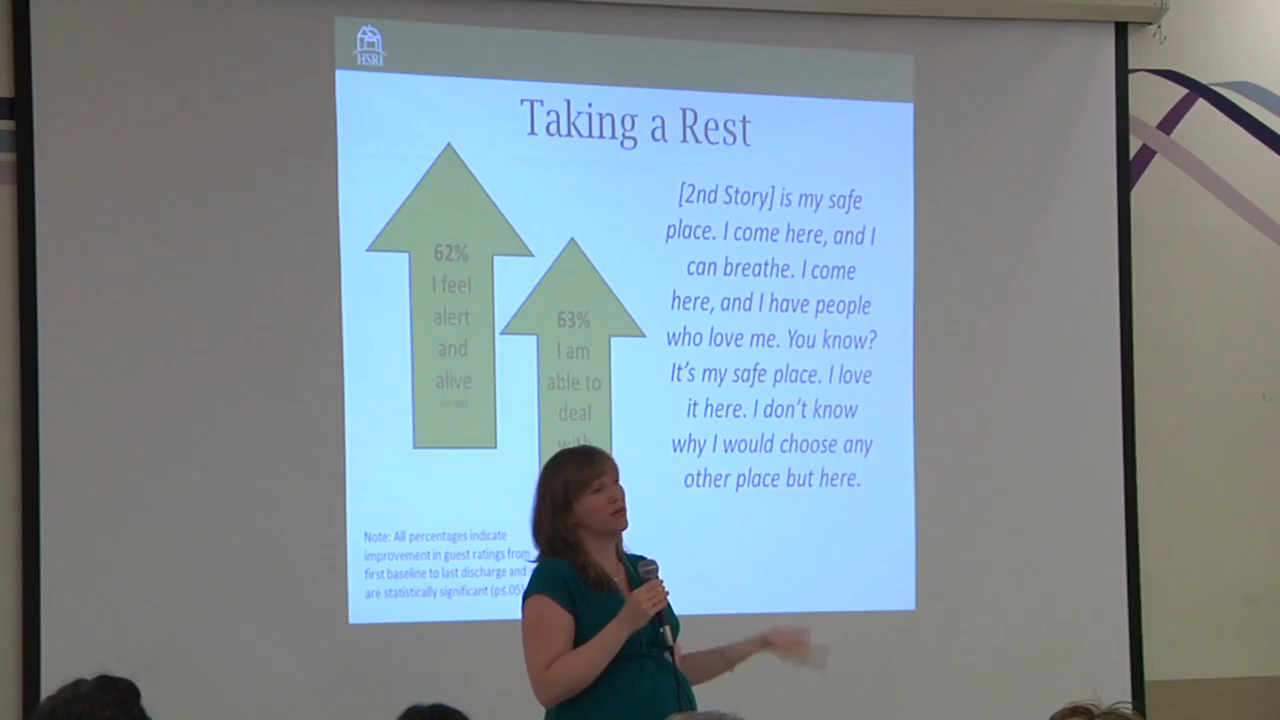 HSRI
Taking a Rest
62%
I feel
alert
and
alive
63%
I am
able to
deal
with
[2nd Story] is my safe
place. I come here, and I
can breathe. I come
here, and I have people
who love me. You know?
It's my safe place. I love
it here. I don't know
why I would choose any
other place but here.
Note: All percentages indicate
improvement in guest ratings from
first baseline to last discharge and
are statistically significant (p≤.05)